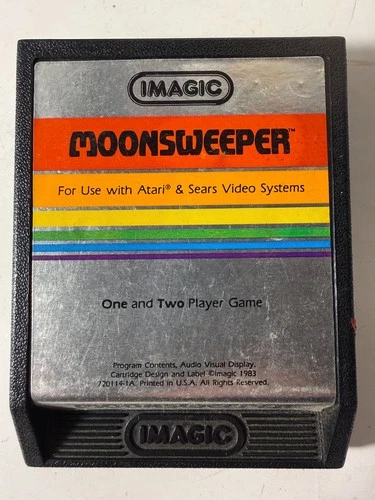 IMAGIC
MOONSWEEPER™
For Use with Atari® & Sears Video Systems
One and Two Player Game
Program Contents, Audio Visual Display,
Cartridge Design and Label ©Imagic 1983
720114-1A. Printed in U.S.A. All Rights Reserved.
IMAGIC